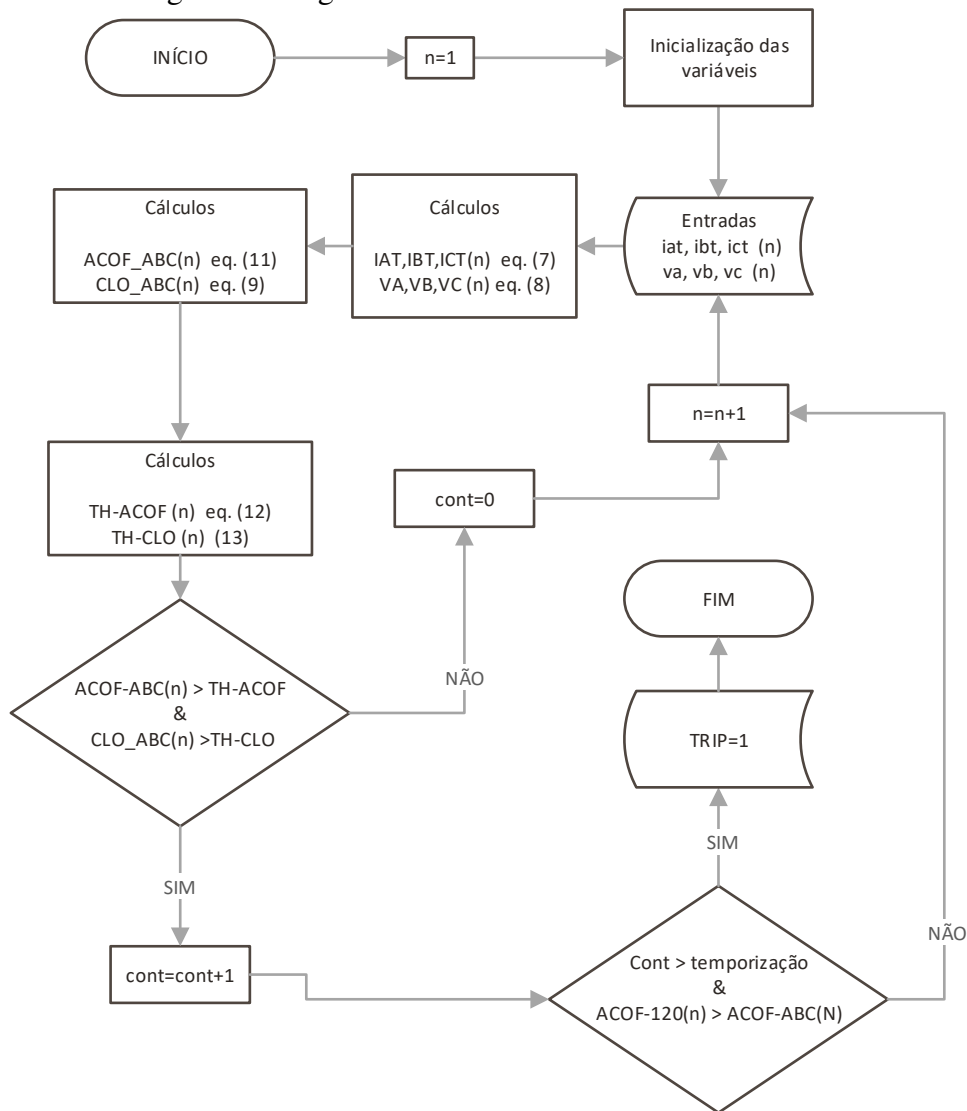 INÍCIO
n=1
Inicialização das
variáveis
Entradas
iat, ibt, ict (n)
va, vb, vc (n)
Cálculos
IAT,IBT,ICT(n) eq. (7)
VA,VB,VC (n) eq. (8)
Cálculos
ACOF_ABC(n) eq. (11)
CLO_ABC(n) eq. (9)
Cálculos
TH-ACOF (n) eq. (12)
TH-CLO (n) (13)
ACOF-ABC(n) > TH-ACOF
&
CLO_ABC(n) >TH-CLO
NÃO
cont=0
n=n+1
SIM
cont=cont+1
Cont > temporização
&
ACOF-120(n) > ACOF-ABC(N)
NÃO
SIM
TRIP=1
FIM